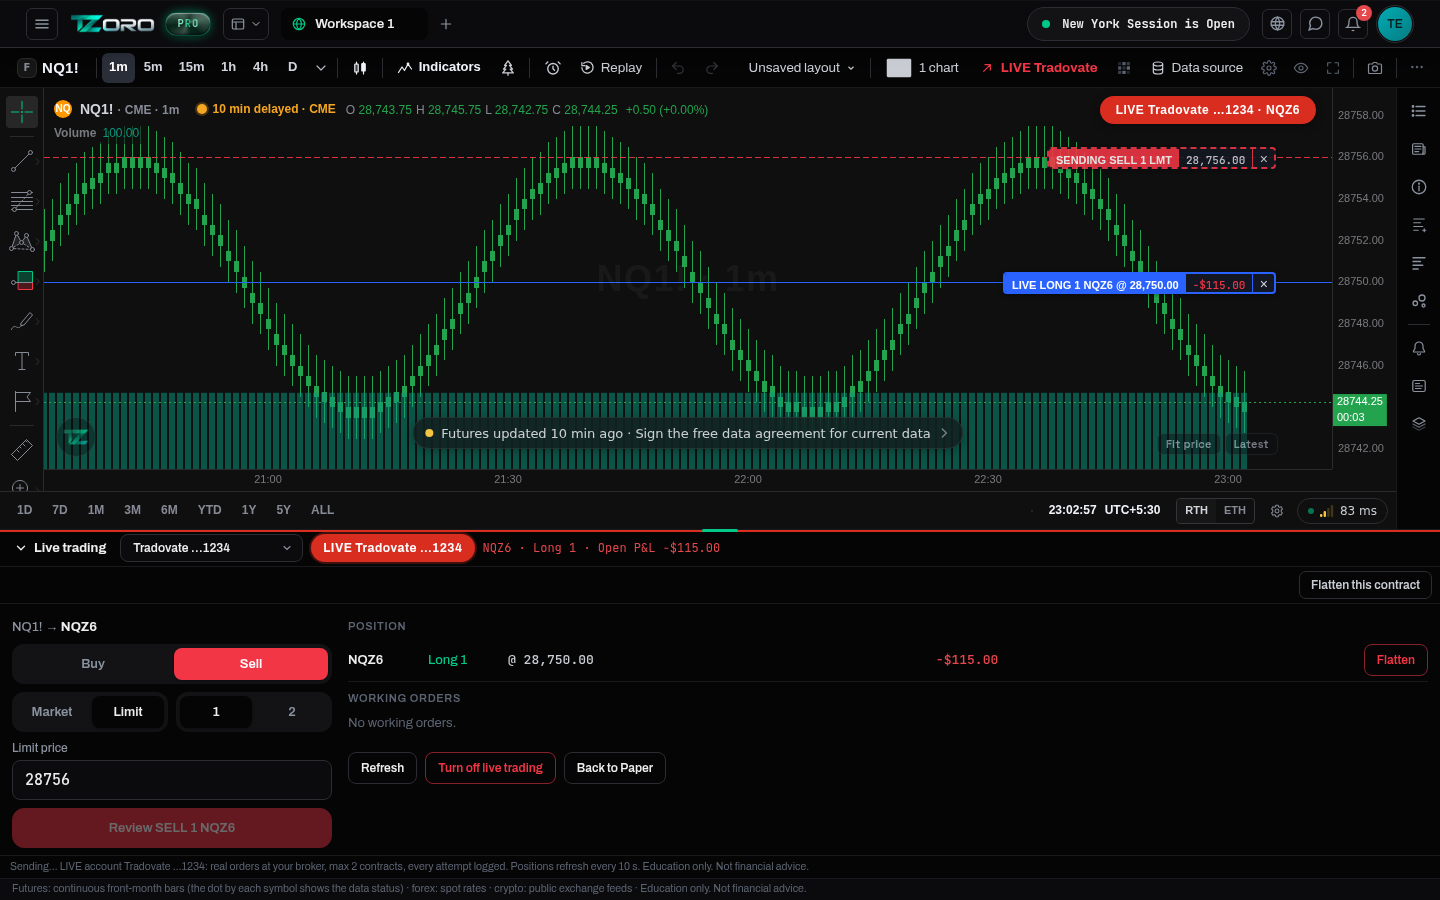 TZORO PRO Workspace 1 New York Session is Open 2 TE
F NQ1! 1m 5m 15m 1h 4h D Indicators Replay Unsaved layout 1 chart LIVE Tradovate Data source
NQ NQ1! · CME · 1m 10 min delayed · CME O 28,743.75 H 28,745.75 L 28,742.75 C 28,744.25 +0.50 (+0.00%) LIVE Tradovate ...1234 · NQZ6
Volume 100.00
28758.00
SENDING SELL 1 LMT 28,756.00 × 28756.00
28754.00
28752.00
LIVE LONG 1 NQZ6 @ 28,750.00 -$115.00 × 28750.00
28748.00
28746.00
28744.25
00:03
Futures updated 10 min ago · Sign the free data agreement for current data
Fit price Latest
28742.00
21:00 21:30 22:00 22:30 23:00
1D 7D 1M 3M 6M YTD 1Y 5Y ALL 23:02:57 UTC+5:30 RTH ETH 83 ms
Live trading Tradovate ...1234 LIVE Tradovate ...1234 NQZ6 · Long 1 · Open P&L -$115.00
Flatten this contract
NQ1! → NQZ6
Buy Sell
Market Limit 1 2
Limit price
28756
Review SELL 1 NQZ6
POSITION
NQZ6 Long 1 @ 28,750.00 -$115.00 Flatten
WORKING ORDERS
No working orders.
Refresh Turn off live trading Back to Paper
Sending... LIVE account Tradovate ...1234: real orders at your broker, max 2 contracts, every attempt logged. Positions refresh every 10 s. Education only. Not financial advice.
Futures: continuous front-month bars (the dot by each symbol shows the data status) · forex: spot rates · crypto: public exchange feeds · Education only. Not financial advice.